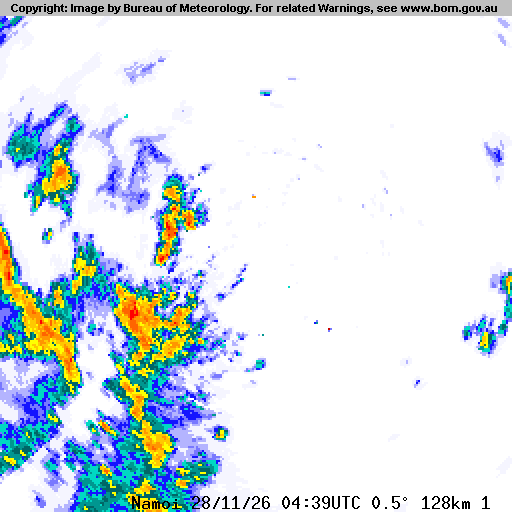 Copyright: Image by Bureau of Meteorology. For related Warnings, see www.bom.gov.au
Namoi 28/11/26 04:39UTC 0.5° 128km 1